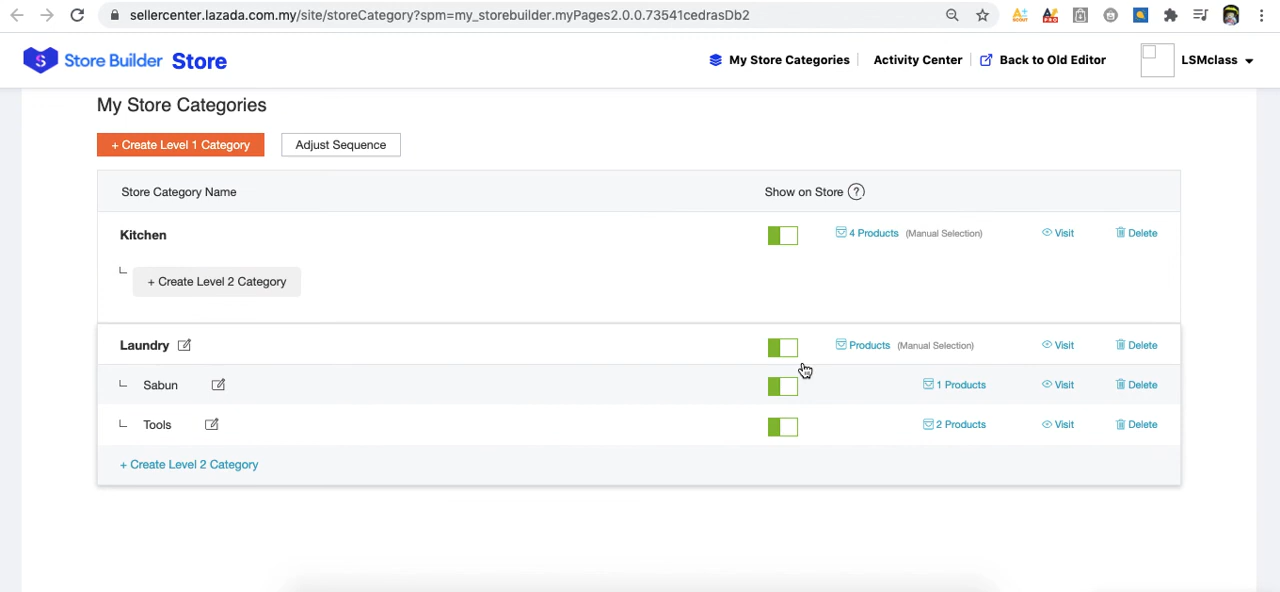 sellercenter.lazada.com.my/site/storeCategory?spm=my_storebuilder.myPages2.0.0.73541cedrasDb2
Store Builder Store
My Store Categories
Activity Center
Back to Old Editor
LSMclass
My Store Categories
+ Create Level 1 Category
Adjust Sequence
Store Category Name
Show on Store ?
Kitchen
4 Products (Manual Selection)
Visit
Delete
+ Create Level 2 Category
Laundry
Products (Manual Selection)
Visit
Delete
Sabun
1 Products
Visit
Delete
Tools
2 Products
Visit
Delete
+ Create Level 2 Category